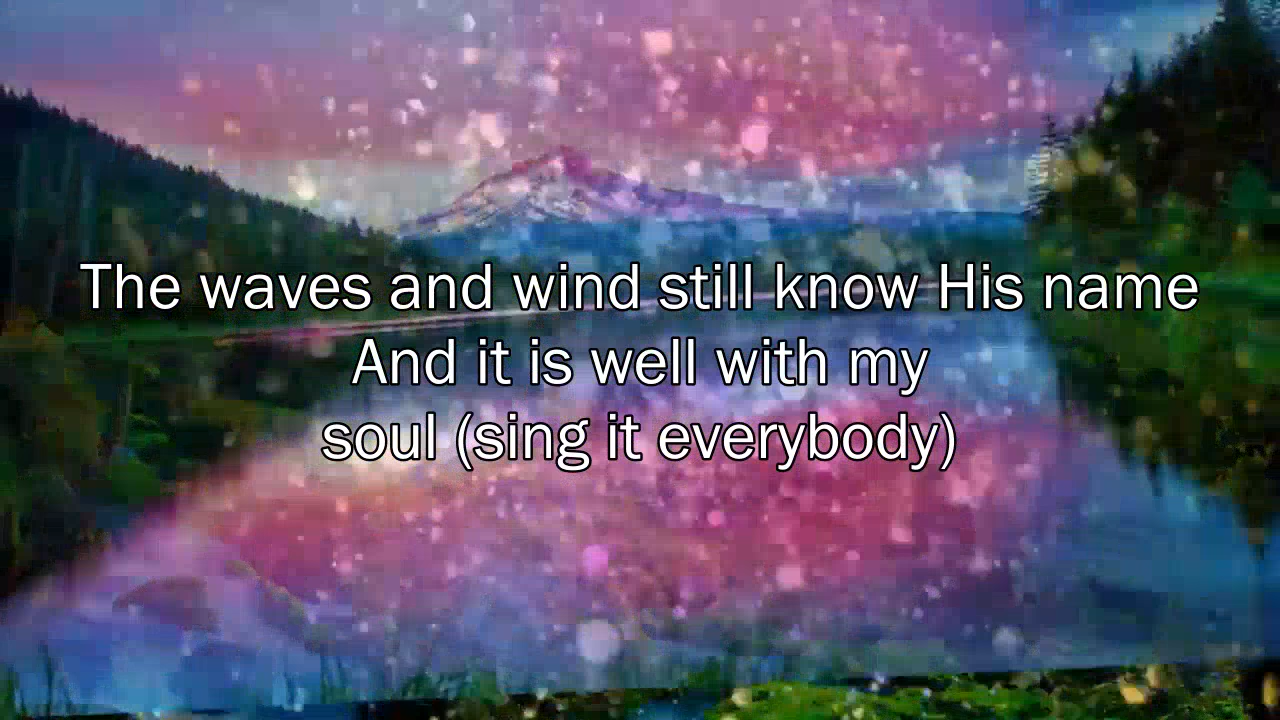 The waves and wind still know His name
And it is well with my
soul (sing it everybody)